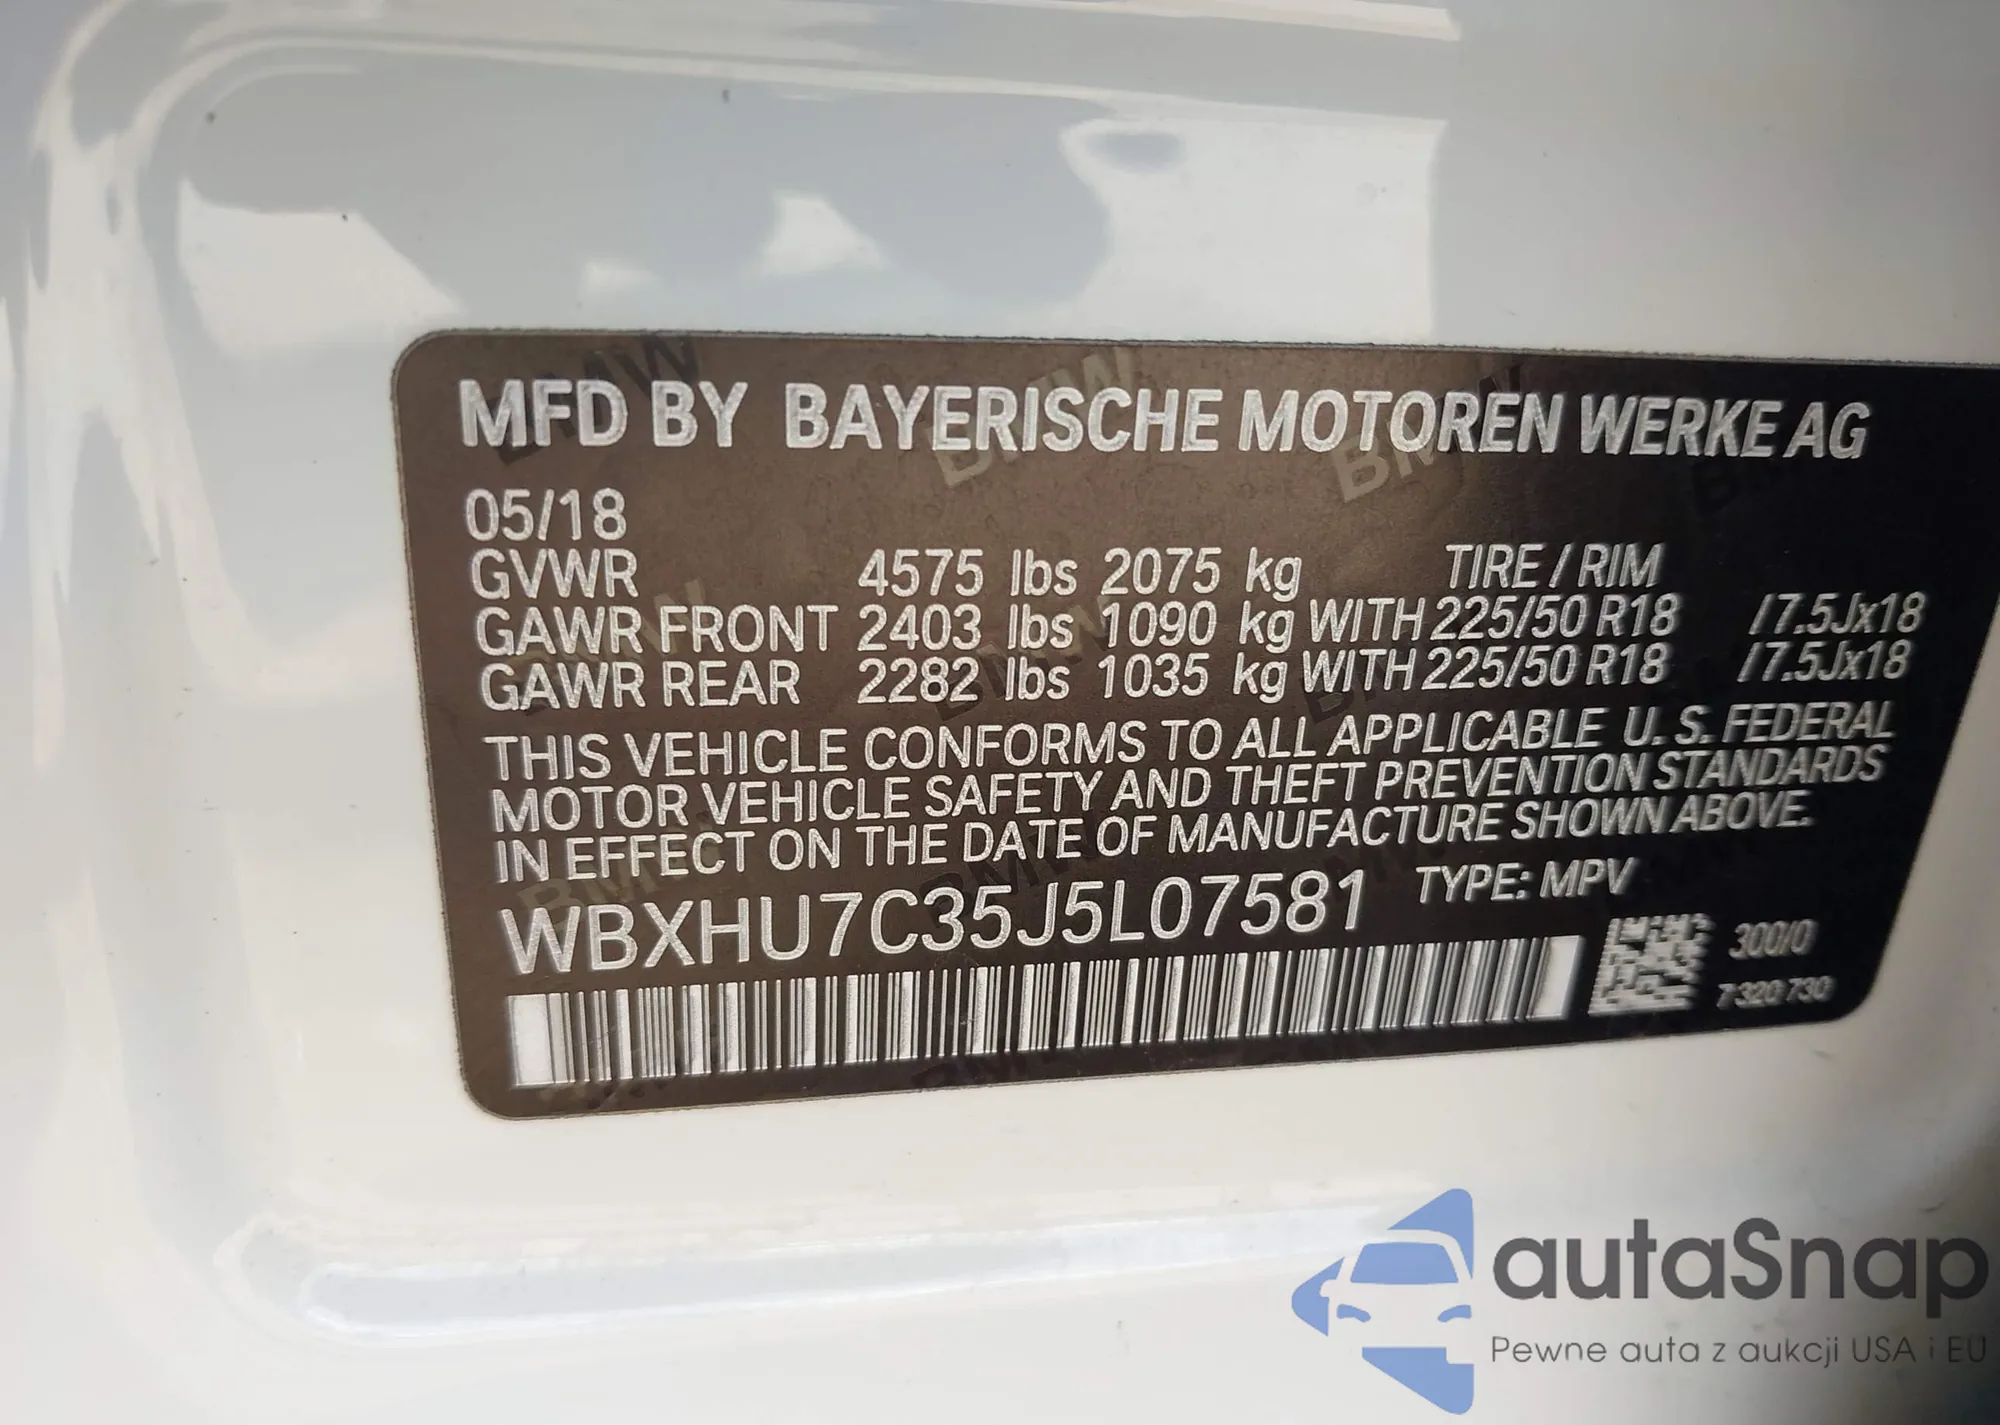 MFD BY BAYERISCHE MOTOREN WERKE AG
05/18
GVWR 4575 lbs 2075 kg TIRE / RIM
GAWR FRONT 2403 lbs 1090 kg WITH 225/50 R18 /7.5Jx18
GAWR REAR 2282 lbs 1035 kg WITH 225/50 R18 /7.5Jx18
THIS VEHICLE CONFORMS TO ALL APPLICABLE U. S. FEDERAL
MOTOR VEHICLE SAFETY AND THEFT PREVENTION STANDARDS
IN EFFECT ON THE DATE OF MANUFACTURE SHOWN ABOVE.
WBXHU7C35J5L07581 TYPE: MPV
300/0
7 320 730
autaSnap
Pewne auta z aukcji USA i EU